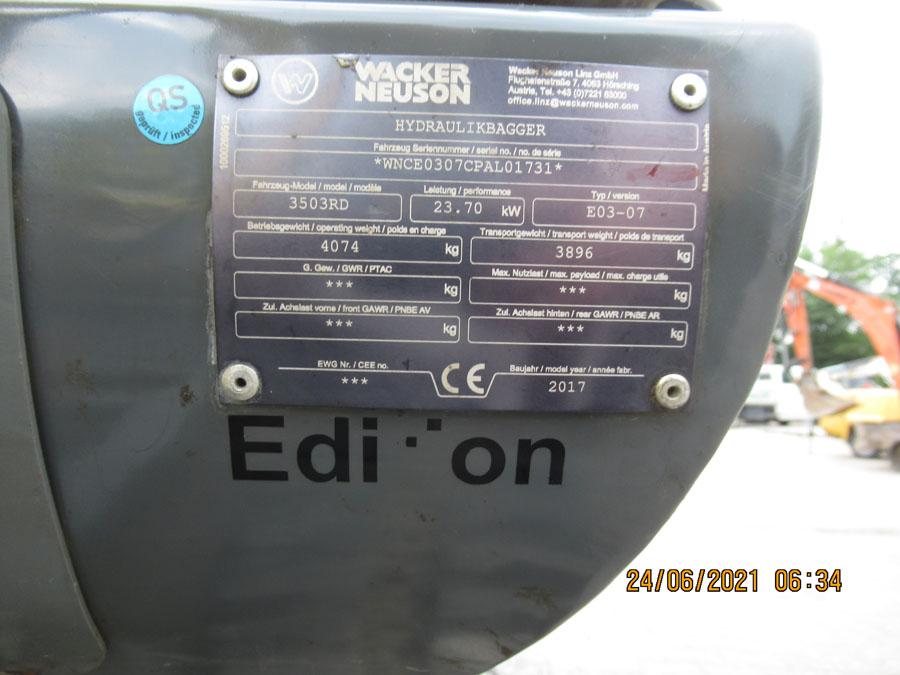 QS
geprüft / inspected
WACKER
NEUSON
Wacker Neuson Linz GmbH
Flughafenstraße 7, 4063 Hörsching
Austria, Tel. +43 (0)7221 63000
office.linz@wackerneuson.com
HYDRAULIKBAGGER
Fahrzeug Seriennummer / serial no. / no. de série
*WNCE0307CPAL01731*
Made in Austria
Fahrzeug-Model / model / modèle
Leistung / performance
Typ / version
3503RD
23.70 kW
E03-07
Betriebsgewicht / operating weight / poids en charge
Transportgewicht / transport weight / poids de transport
4074 kg
3896 kg
G. Gew. / GWR / PTAC
Max. Nutzlast / max. payload / max. charge utile
*** kg
*** kg
Zul. Achslast vorne / front GAWR / PNBE AV
Zul. Achslast hinten / rear GAWR / PNBE AR
*** kg
*** kg
EWG Nr. / CEE no.
CE
Baujahr / model year / année fabr.
***
2017
Edi on
24/06/2021 06:34